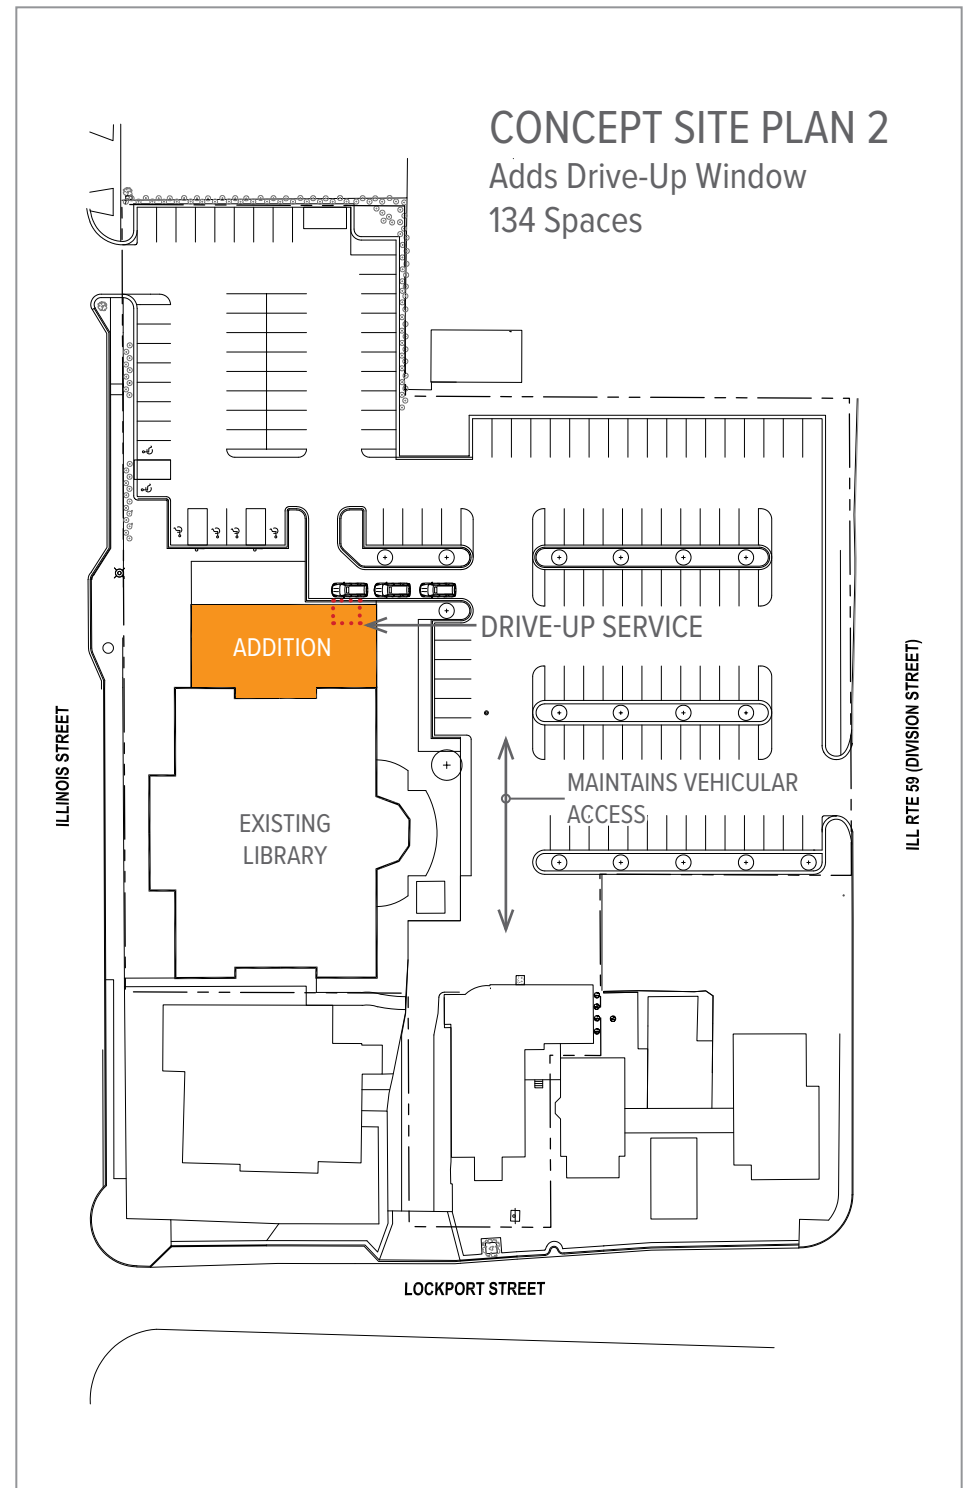 CONCEPT SITE PLAN 2
Adds Drive-Up Window
134 Spaces
DRIVE-UP SERVICE
ADDITION
ILLINOIS STREET
ILL RTE 59 (DIVISION STREET)
MAINTAINS VEHICULAR
ACCESS
EXISTING
LIBRARY
LOCKPORT STREET